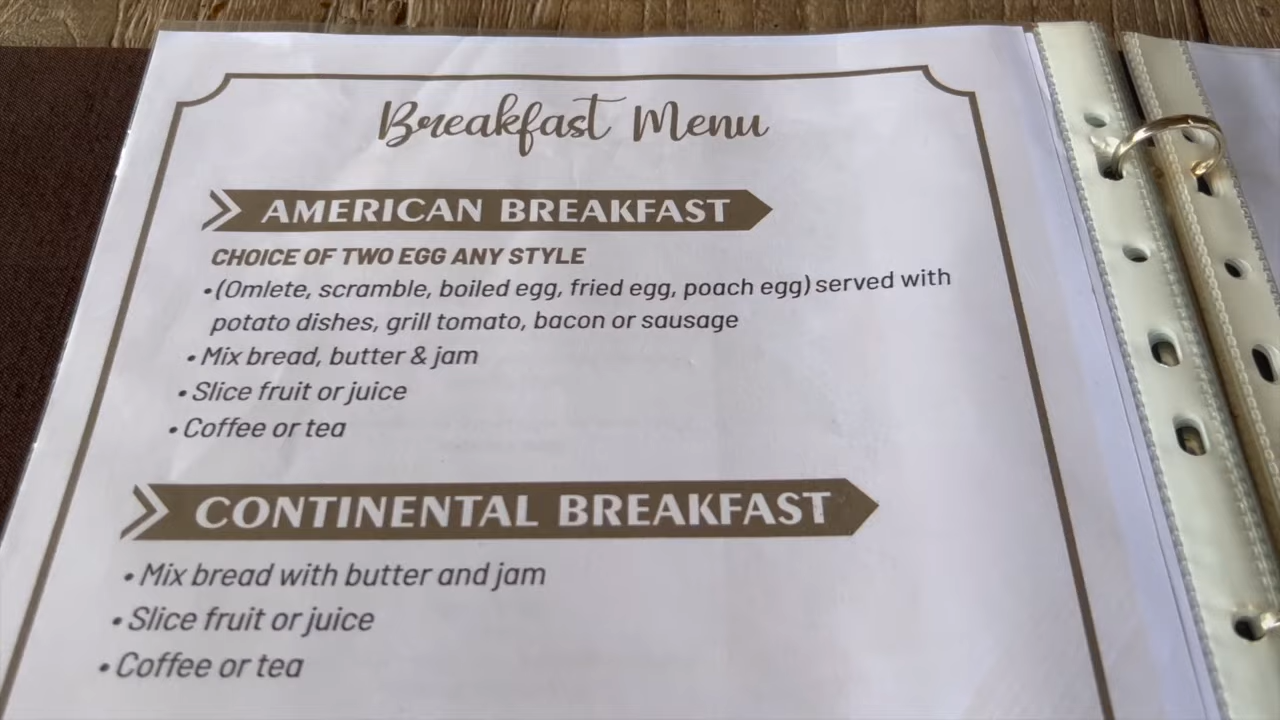 Breakfast Menu
AMERICAN BREAKFAST
CHOICE OF TWO EGG ANY STYLE
•(Omlete, scramble, boiled egg, fried egg, poach egg) served with
potato dishes, grill tomato, bacon or sausage
• Mix bread, butter & jam
• Slice fruit or juice
• Coffee or tea
CONTINENTAL BREAKFAST
• Mix bread with butter and jam
• Slice fruit or juice
• Coffee or tea